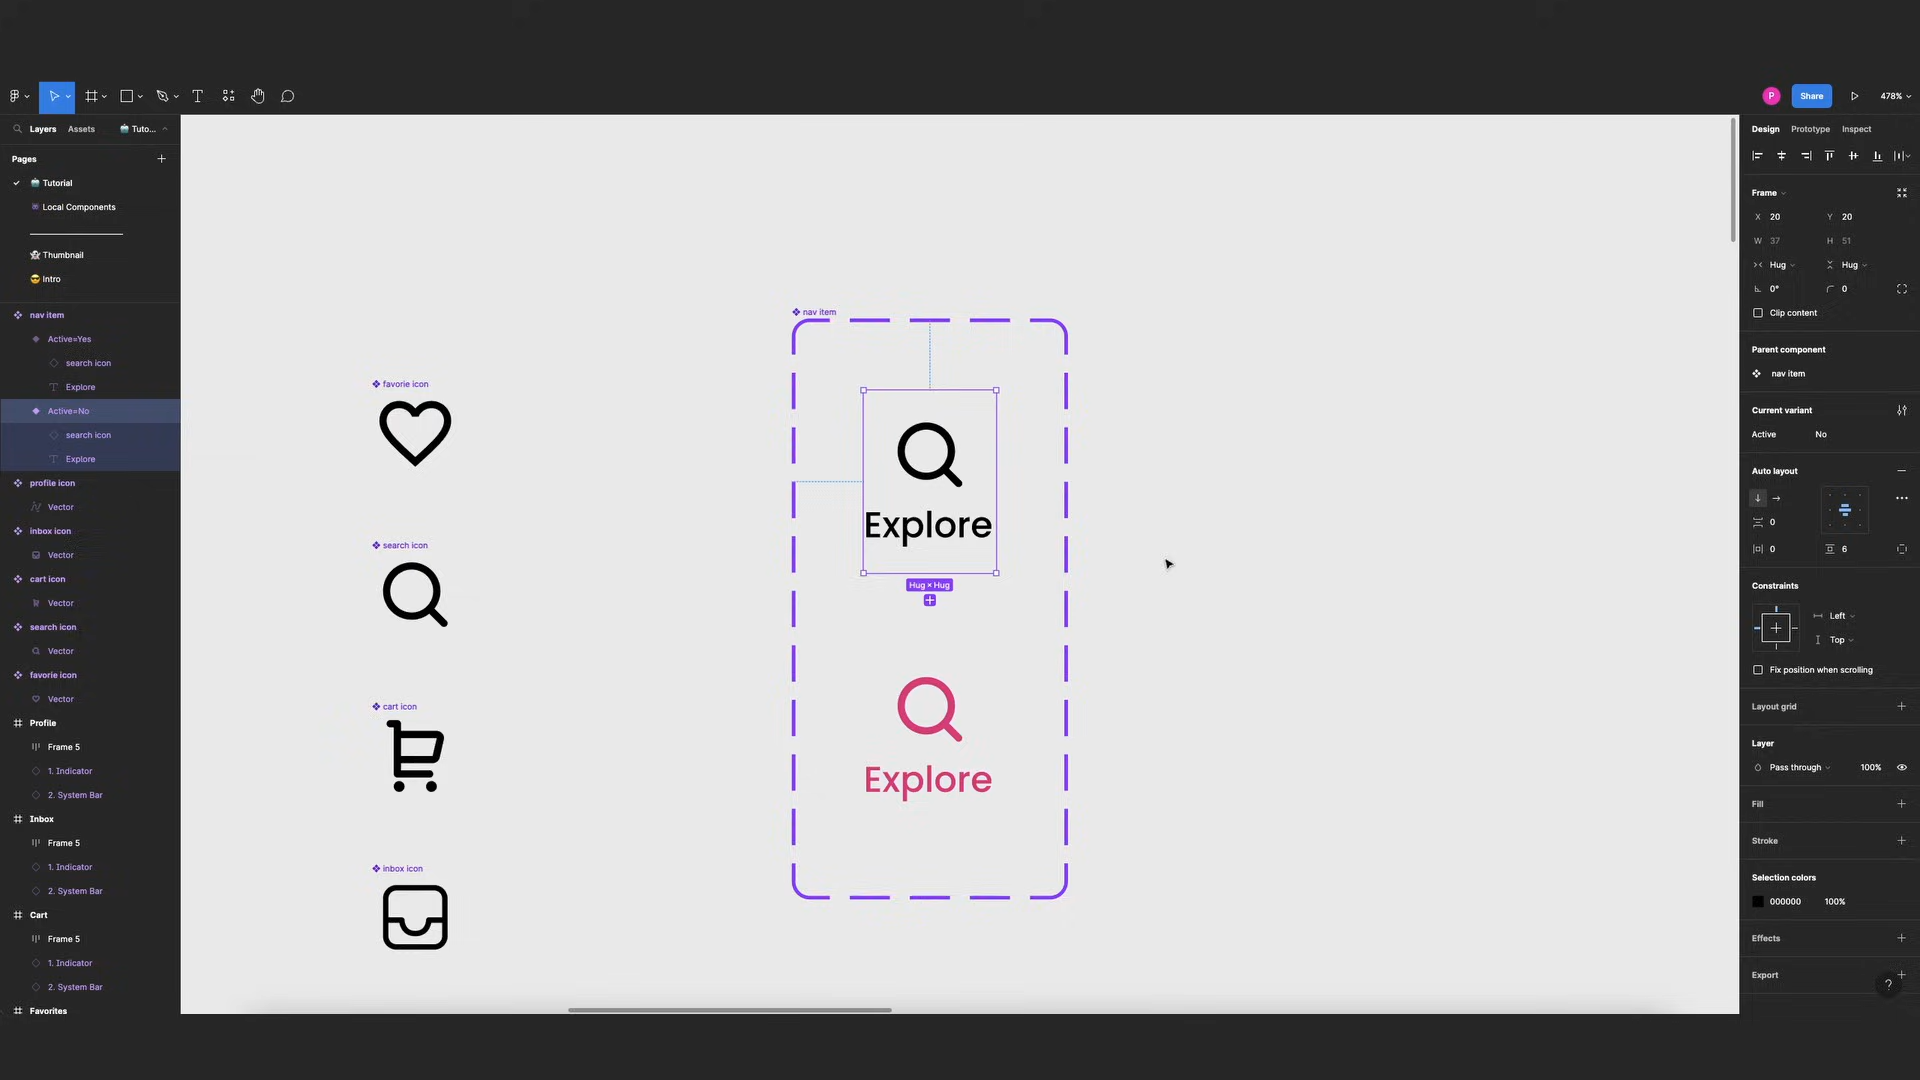 P
Share
478%
Layers Assets Tuto...
Pages
Tutorial
Local Components
Thumbnail
Intro
nav item
Active=Yes
search icon
Explore
Active=No
search icon
Explore
profile icon
Vector
inbox icon
Vector
cart icon
Vector
search icon
Vector
favorie icon
Vector
Profile
Frame 5
1. Indicator
2. System Bar
Inbox
Frame 5
1. Indicator
2. System Bar
Cart
Frame 5
1. Indicator
2. System Bar
Favorites
favorie icon
search icon
cart icon
inbox icon
nav item
Explore
Hug × Hug
Explore
Design Prototype Inspect
Frame
X 20 Y 20
W 37 H 51
Hug Hug
0° 0
Clip content
Parent component
nav item
Current variant
Active No
Auto layout
0
0 6
Constraints
Left
Top
Fix position when scrolling
Layout grid
Layer
Pass through 100%
Fill
Stroke
Selection colors
000000 100%
Effects
Export
?